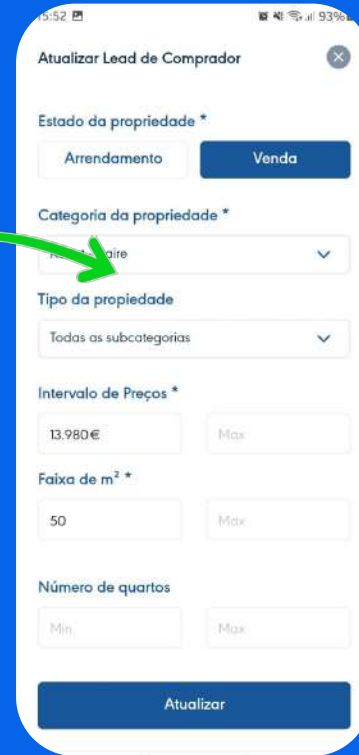 15:52 93%
Atualizar Lead de Comprador
Estado da propriedade *
Arrendamento Venda
Categoria da propriedade *
Tipo da propiedade
Todas as subcategorias
Intervalo de Preços *
13.980€ Max
Faixa de m² *
50 Max
Número de quartos
Min Max
Atualizar